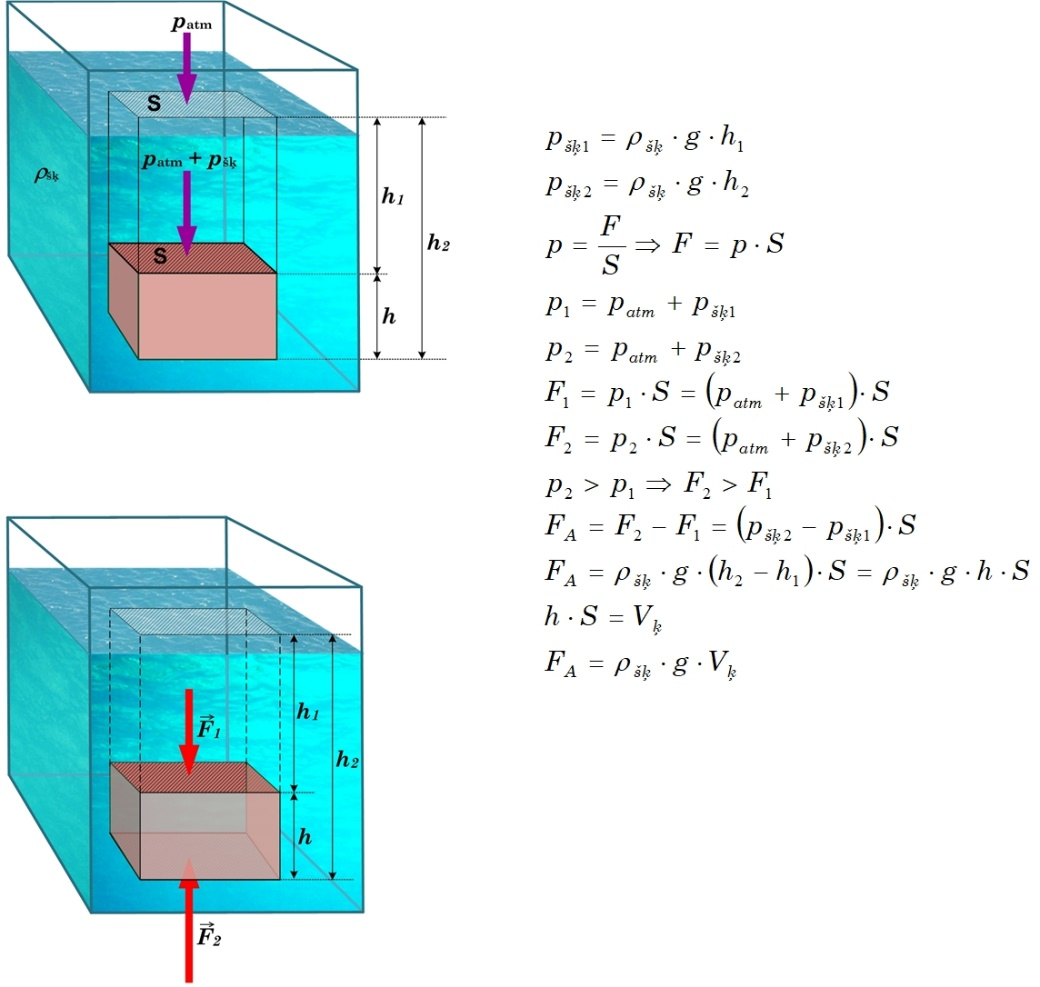 p_atm
S
p_atm + p_šķ
ρ_šķ
h₁
h₂
S
h
p_šķ1 = ρ_šķ · g · h₁
p_šķ2 = ρ_šķ · g · h₂
p = F/S ⇒ F = p · S
p₁ = p_atm + p_šķ1
p₂ = p_atm + p_šķ2
F₁ = p₁ · S = (p_atm + p_šķ1) · S
F₂ = p₂ · S = (p_atm + p_šķ2) · S
p₂ > p₁ ⇒ F₂ > F₁
F_A = F₂ − F₁ = (p_šķ2 − p_šķ1) · S
F_A = ρ_šķ · g · (h₂ − h₁) · S = ρ_šķ · g · h · S
h · S = V_ķ
F_A = ρ_šķ · g · V_ķ
h₁
F⃗₁
h₂
h
F⃗₂